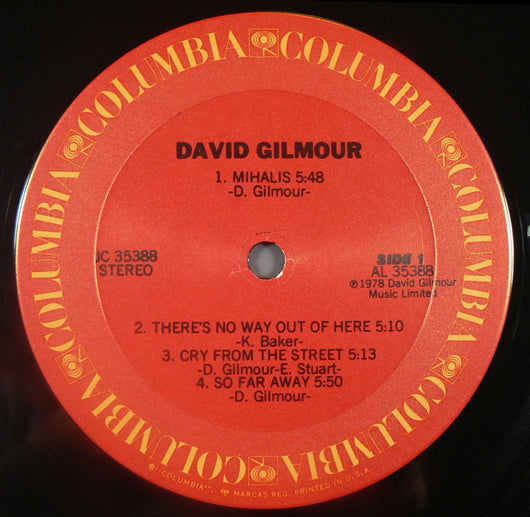 COLUMBIA COLUMBIA COLUMBIA COLUMBIA COLUMBIA COLUMBIA
DAVID GILMOUR
1. MIHALIS 5:48
-D. Gilmour-
JC 35388
STEREO
SIDE 1
AL 35388
℗1978 David Gilmour
Music Limited
2. THERE'S NO WAY OUT OF HERE 5:10
-K. Baker-
3. CRY FROM THE STREET 5:13
-D. Gilmour-E. Stuart-
4. SO FAR AWAY 5:50
-D. Gilmour-
®"COLUMBIA", MARCAS REG. PRINTED IN U.S.A.